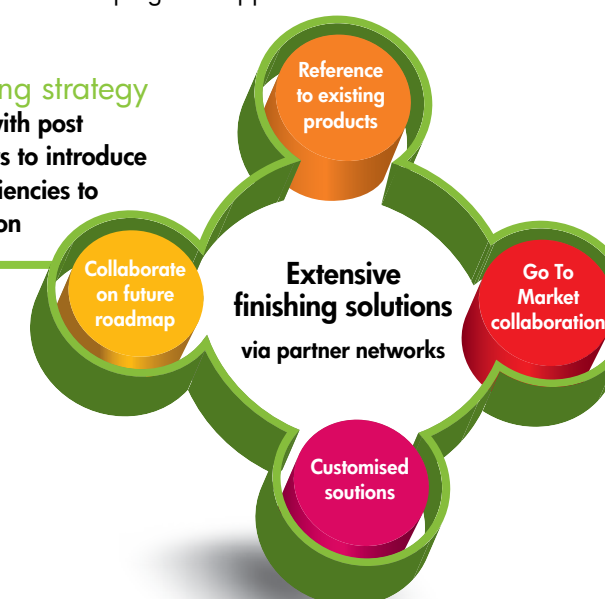 ng strategy
with post
rs to introduce
iencies to
on
Reference
to existing
products
Collaborate
on future
roadmap
Extensive
finishing solutions
via partner networks
Go To
Market
collaboration
Customised
soutions